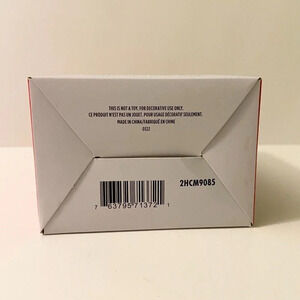 THIS IS NOT A TOY. FOR DECORATIVE USE ONLY.
CE PRODUIT N'EST PAS UN JOUET. POUR USAGE DÉCORATIF SEULEMENT.
MADE IN CHINA/FABRIQUÉ EN CHINE
0322
2HCM9085
7 63795 71372 1